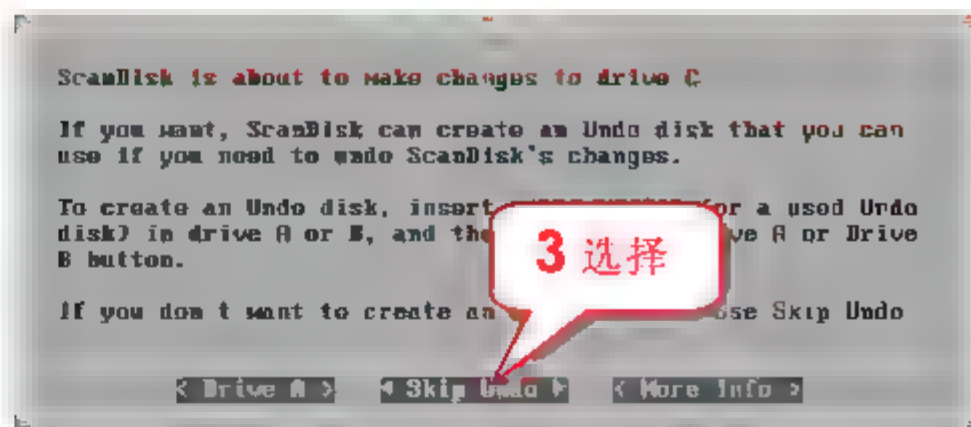 ScanDisk is about to make changes to drive C
If you want, ScanDisk can create an Undo disk that you can
use if you need to undo ScanDisk's changes.
To create an Undo disk, insert or a used Undo
disk) in drive A or B, and the ve A or Drive
B button.
3 选择
If you don t want to create an se Skip Undo
< Drive A > ◄ Skip Undo ► < More Info >